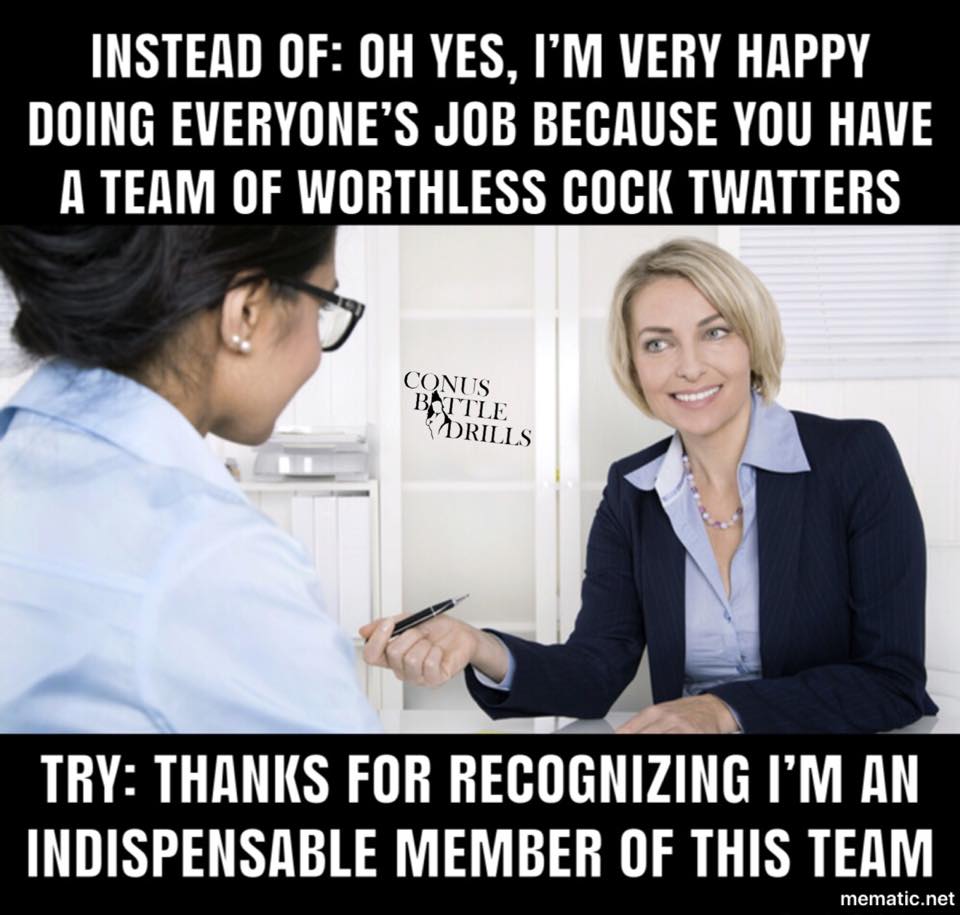 INSTEAD OF: OH YES, I'M VERY HAPPY
DOING EVERYONE'S JOB BECAUSE YOU HAVE
A TEAM OF WORTHLESS COCK TWATTERS
CONUS
BATTLE
DRILLS
TRY: THANKS FOR RECOGNIZING I'M AN
INDISPENSABLE MEMBER OF THIS TEAM
mematic.net